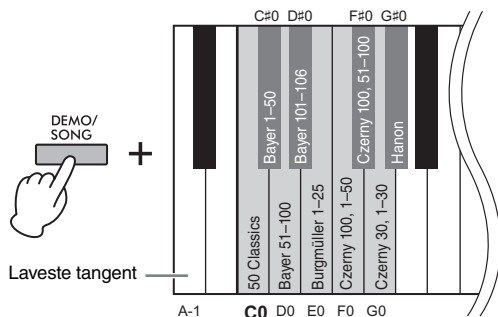 C#0 D#0 F#0 G#0
DEMO/
SONG
+
50 Classics
Bayer 1–50
Bayer 51–100
Bayer 101–106
Burgmüller 1–25
Czerny 100, 1–50
Czerny 100, 51–100
Czerny 30, 1-30
Hanon
Laveste tangent
A-1 C0 D0 E0 F0 G0